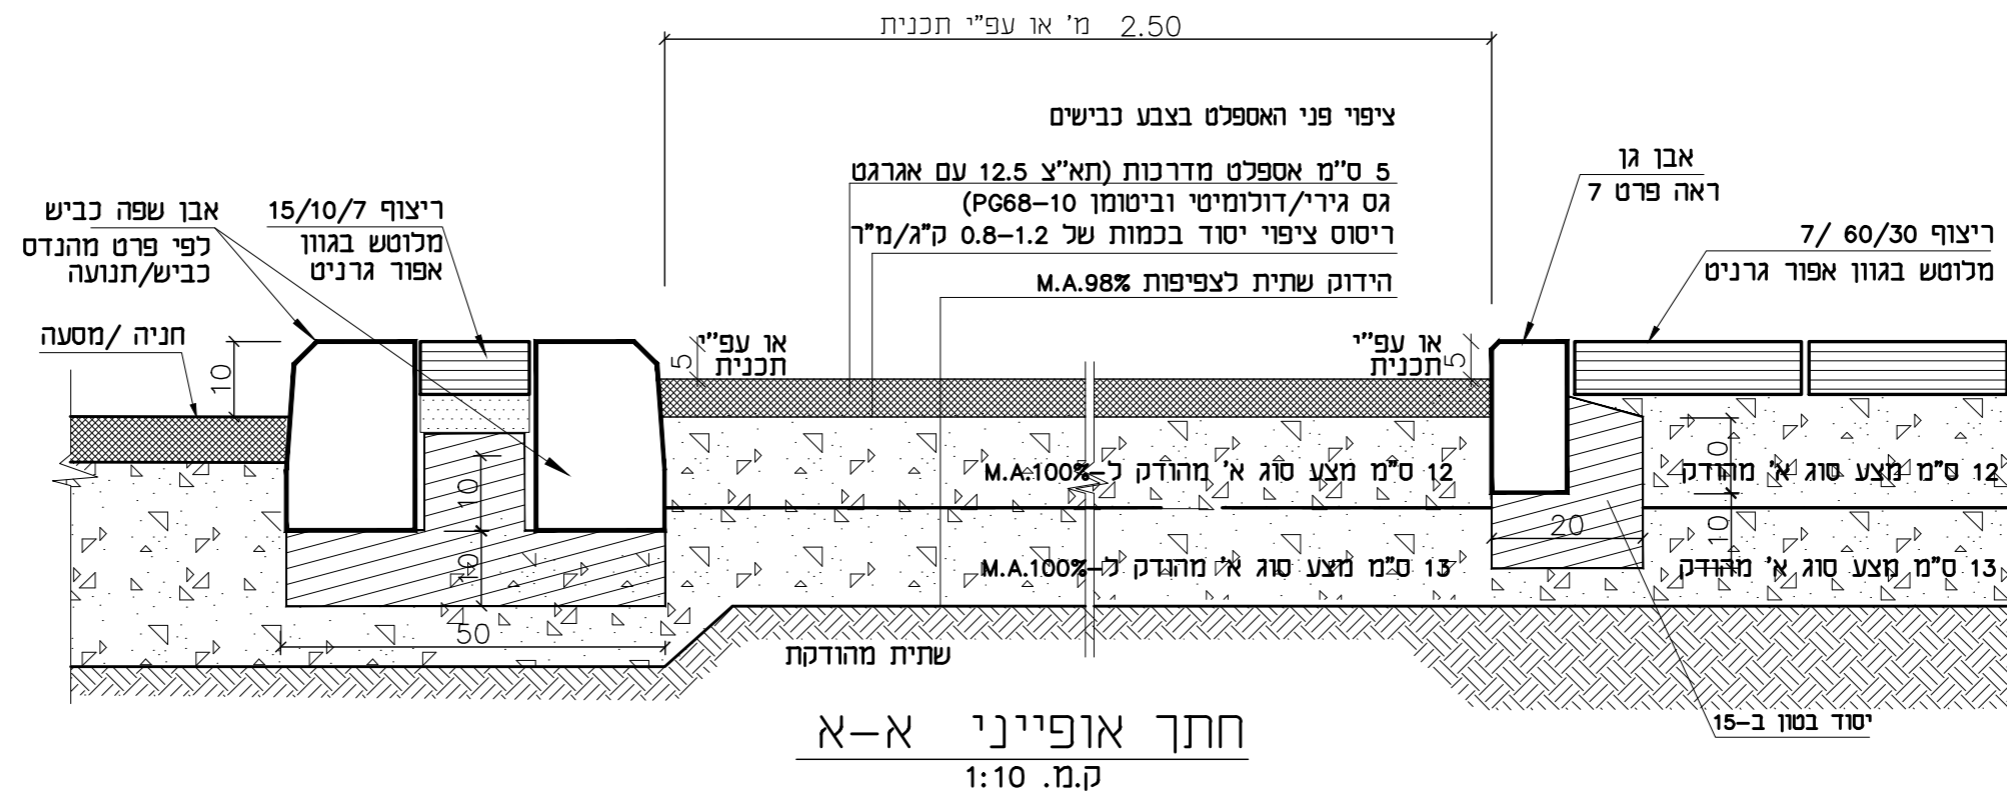 2.50 מ' או עפ"י תכנית
ציפוי פני האספלט בצבע כבישים
5 ס"מ אספלט מדרכות (תא"צ 12.5 עם אגרגט
גס גירי/דולומיטי וביטומן PG68-10)
ריסוס ציפוי יסוד בכמות של 0.8-1.2 ק"ג/מ"ר
הידוק שתית לצפיפות M.A.98%
אבן גן
ראה פרט 7
ריצוף 60/30 /7
מלוטש בגוון אפור גרניט
ריצוף 15/10/7
מלוטש בגוון
אפור גרניט
אבן שפה כביש
לפי פרט מהנדס
כביש/תנועה
חניה /מסעה
10
5
או עפ"י
תכנית
5
או עפ"י
תכנית
12 ס"מ מצע סוג א' מהודק
12 ס"מ מצע סוג א' מהודק ל-M.A.100%
13 ס"מ מצע סוג א' מהודק
13 ס"מ מצע סוג א' מהודק ל-M.A.100%
10
10
20
10
10
50
שתית מהודקת
יסוד בטון ב-15
חתך אופייני א-א
ק.מ. 1:10